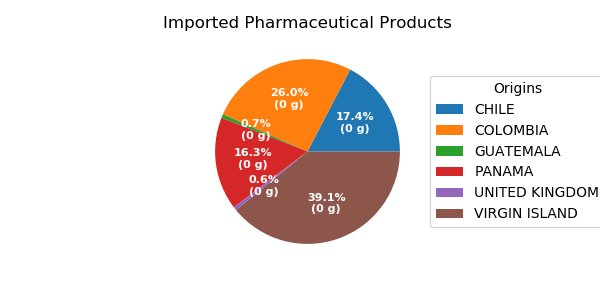 Imported Pharmaceutical Products
26.0%
(0 g)
17.4%
(0 g)
0.7%
(0 g)
16.3%
(0 g)
0.6%
(0 g)
39.1%
(0 g)
Origins
CHILE
COLOMBIA
GUATEMALA
PANAMA
UNITED KINGDOM
VIRGIN ISLAND